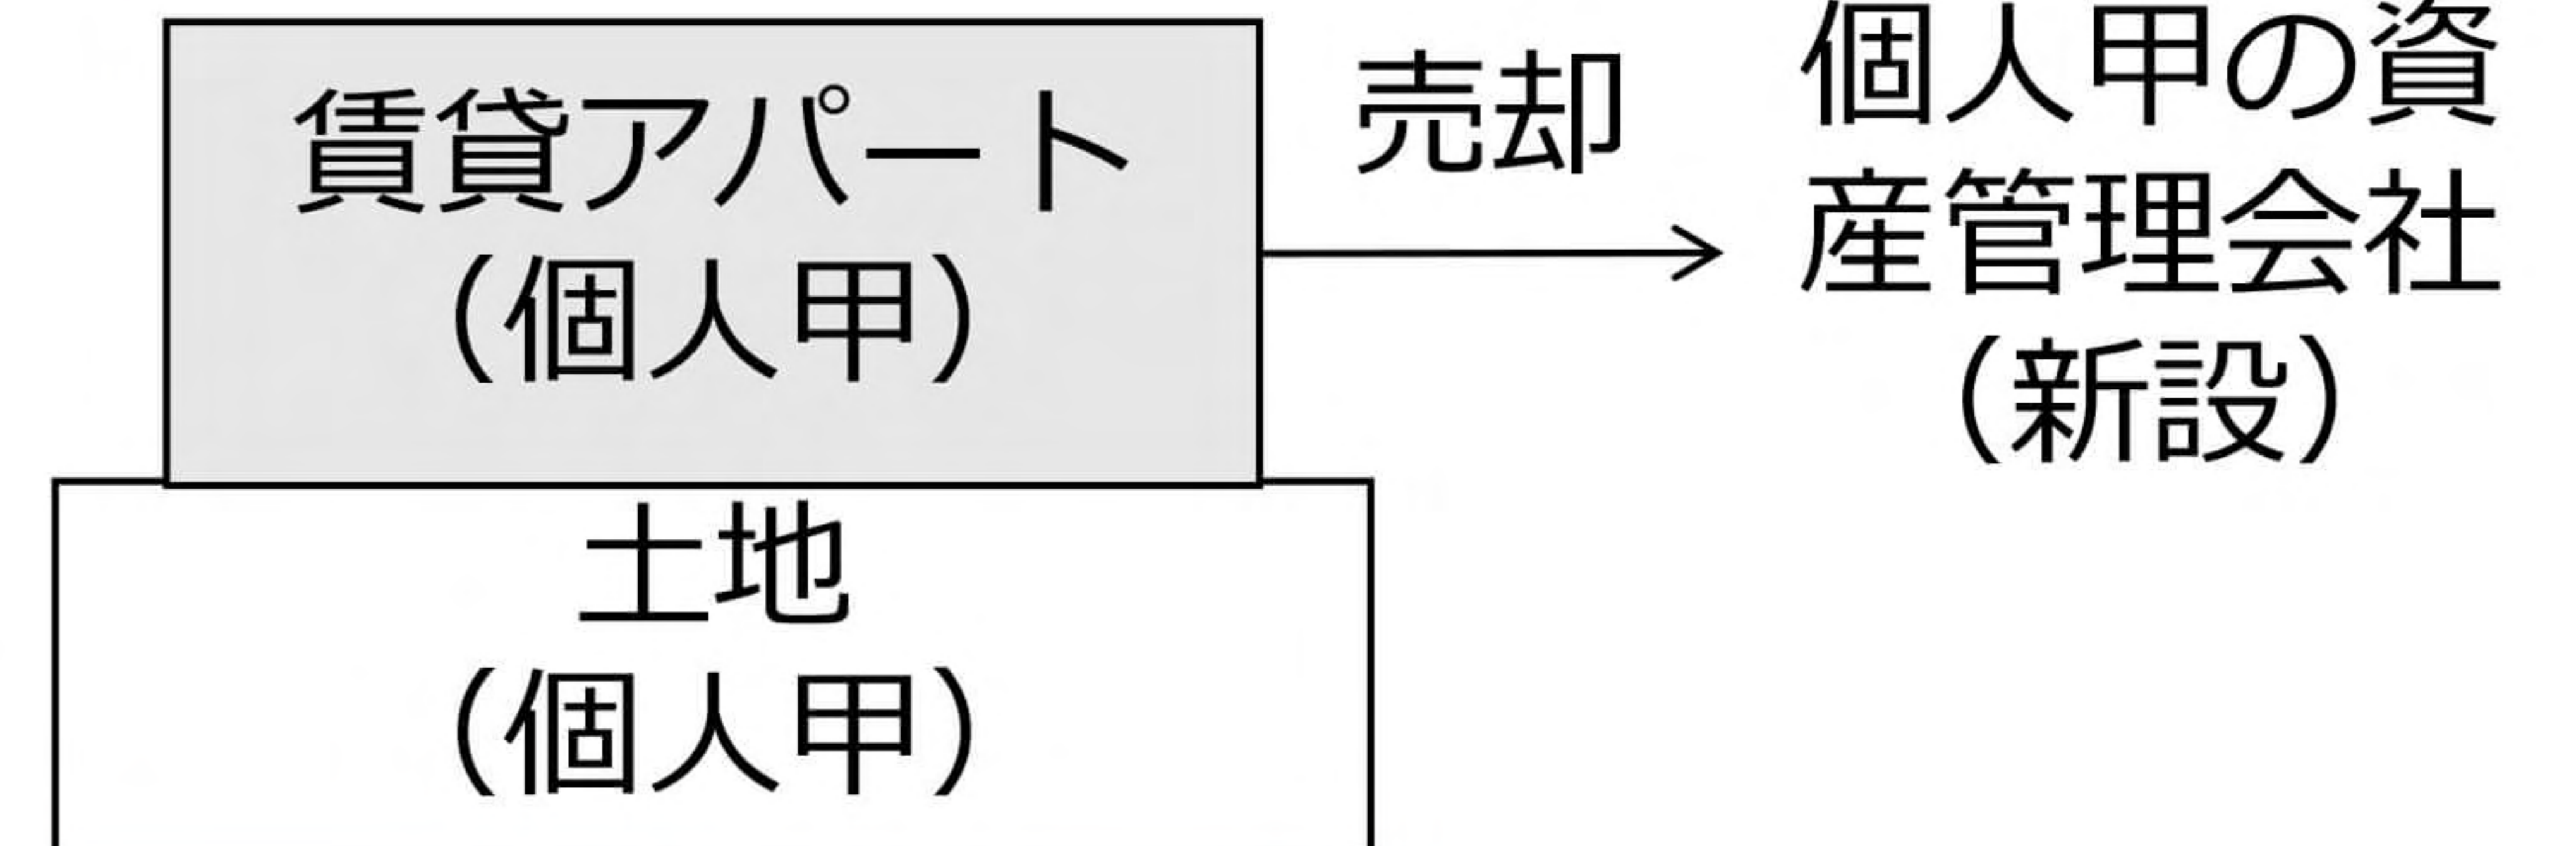 賃貸アパート
（個人甲）
売却
個人甲の資
産管理会社
（新設）
土地
（個人甲）